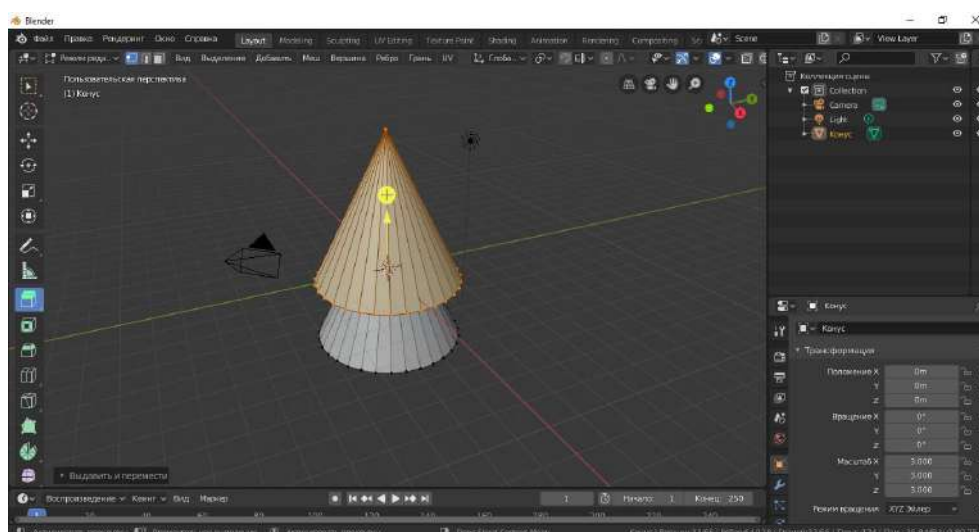 Blender
Файл Правка Рендеринг Окно Справка Layout Modeling Sculpting UV Editing Texture Paint Shading Animation Rendering Compositing Scene View Layer
Вид Выделение Добавить Меш Вершина Ребро Грань UV Глоба...
Пользовательская перспектива
(1) Конус
Коллекция сцены
Collection
Camera
Light
Конус
Конус
Конус
Трансформация
Положение X 0m
Y 0m
Z 0m
Вращение X 0°
Y 0°
Z 0°
Масштаб X 3.000
Y 3.000
Z 3.000
Режим вращения XYZ Эйлер
Выдавить и перемести
Воспроизведение Вид Маркер 1 Начало: 1 Конец: 250